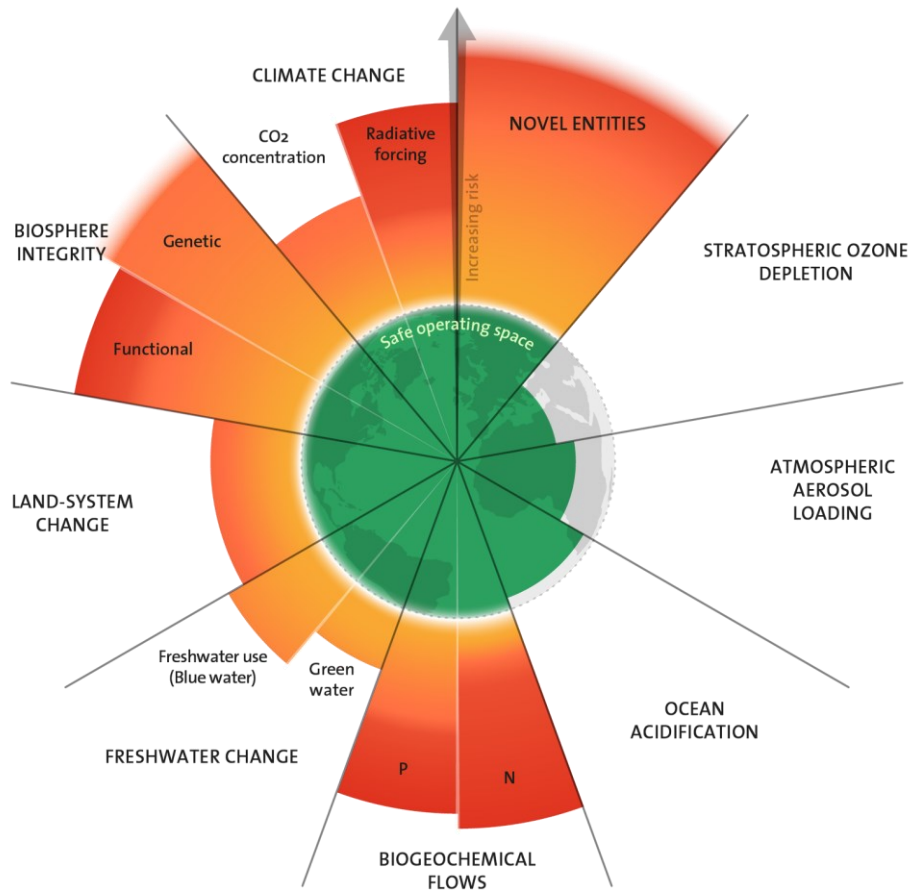 CLIMATE CHANGE
CO2
concentration
Radiative
forcing
NOVEL ENTITIES
Increasing risk
BIOSPHERE
INTEGRITY
Genetic
Functional
STRATOSPHERIC OZONE
DEPLETION
Safe operating space
LAND-SYSTEM
CHANGE
ATMOSPHERIC
AEROSOL
LOADING
Freshwater use
(Blue water)
Green
water
FRESHWATER CHANGE
OCEAN
ACIDIFICATION
P
N
BIOGEOCHEMICAL
FLOWS